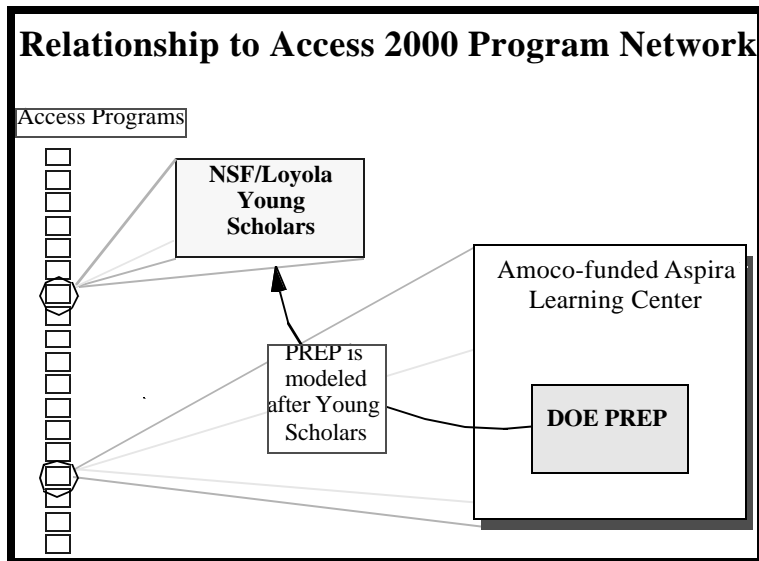 Relationship to Access 2000 Program Network
Access Programs
NSF/Loyola
Young
Scholars
Amoco-funded Aspira
Learning Center
PREP is
modeled
after Young
Scholars
DOE PREP